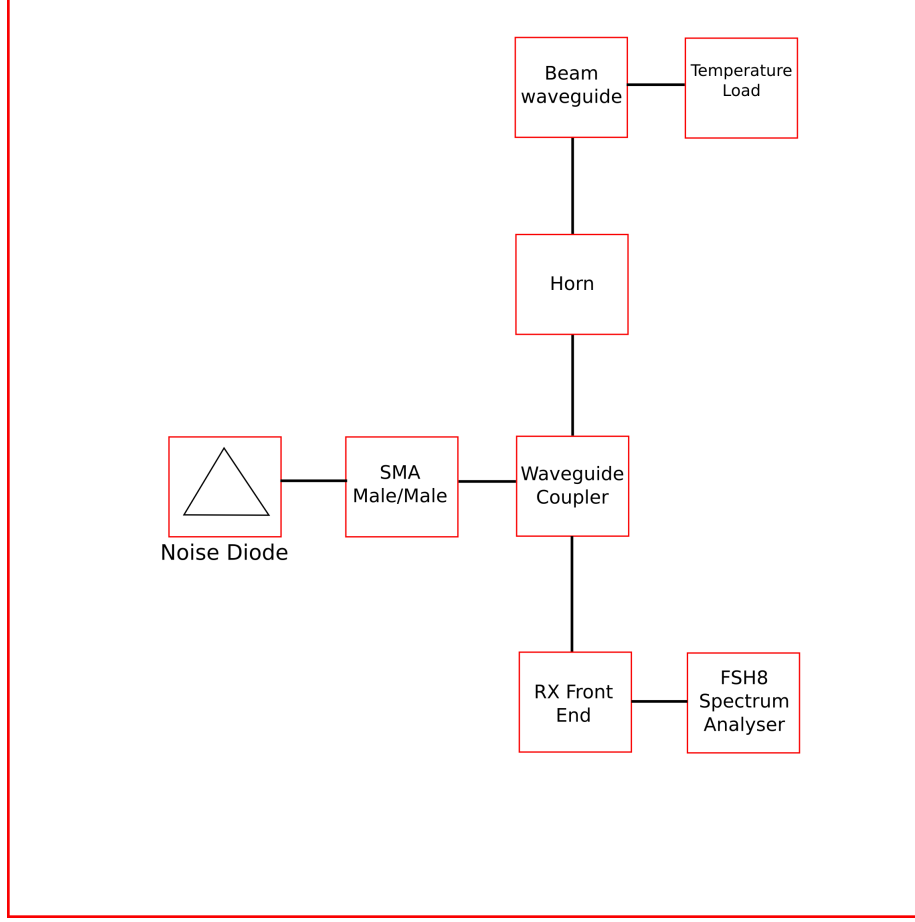 Beam
waveguide
Temperature
Load
Horn
SMA
Male/Male
Waveguide
Coupler
Noise Diode
RX Front
End
FSH8
Spectrum
Analyser